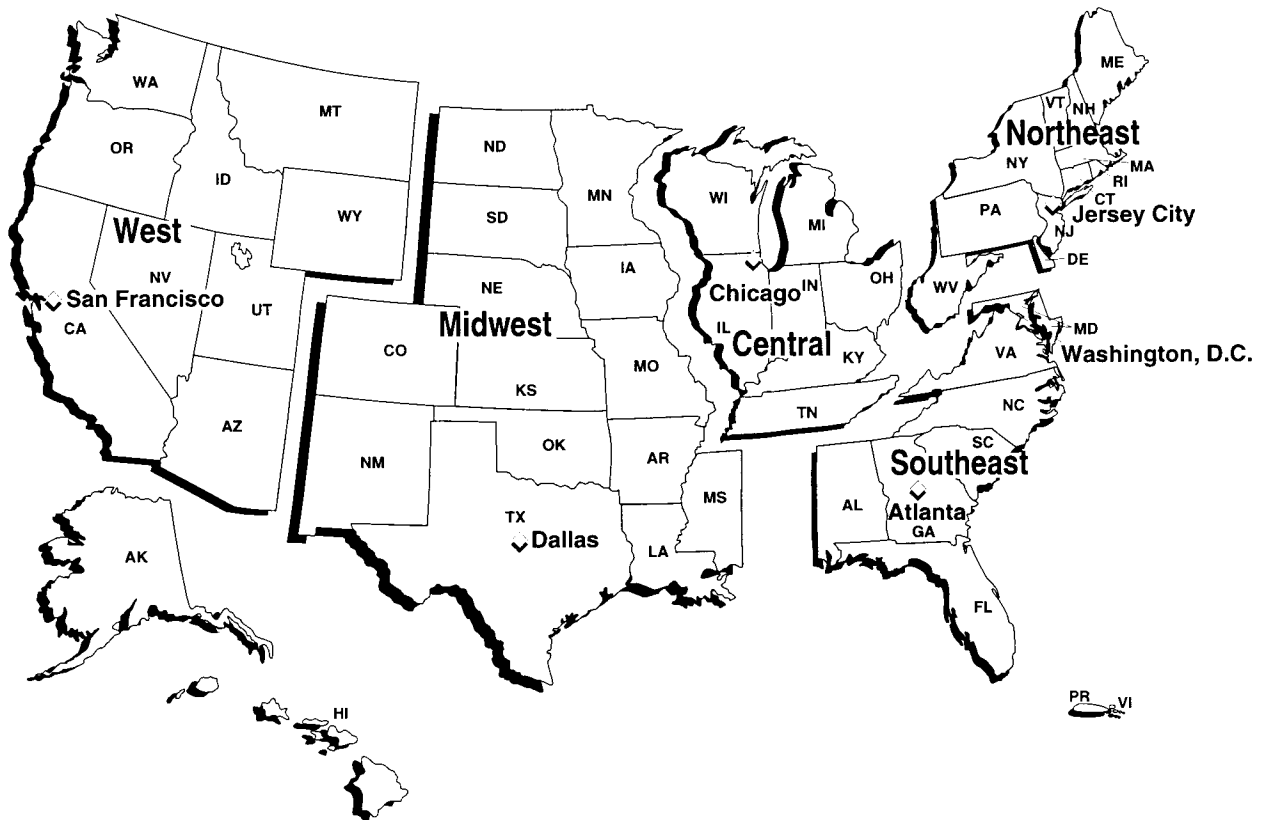 WA
MT
OR
ID
WY
West
NV
UT
San Francisco
CA
AZ
ND
MN
SD
IA
NE
Midwest
CO
MO
KS
OK
AR
NM
TX
Dallas
LA
MS
WI
MI
Chicago
IN
OH
IL
Central
KY
TN
ME
VT
NH
Northeast
NY
MA
RI
CT
PA
Jersey City
NJ
DE
WV
MD
VA
Washington, D.C.
NC
SC
Southeast
AL
Atlanta
GA
FL
AK
HI
PR
VI